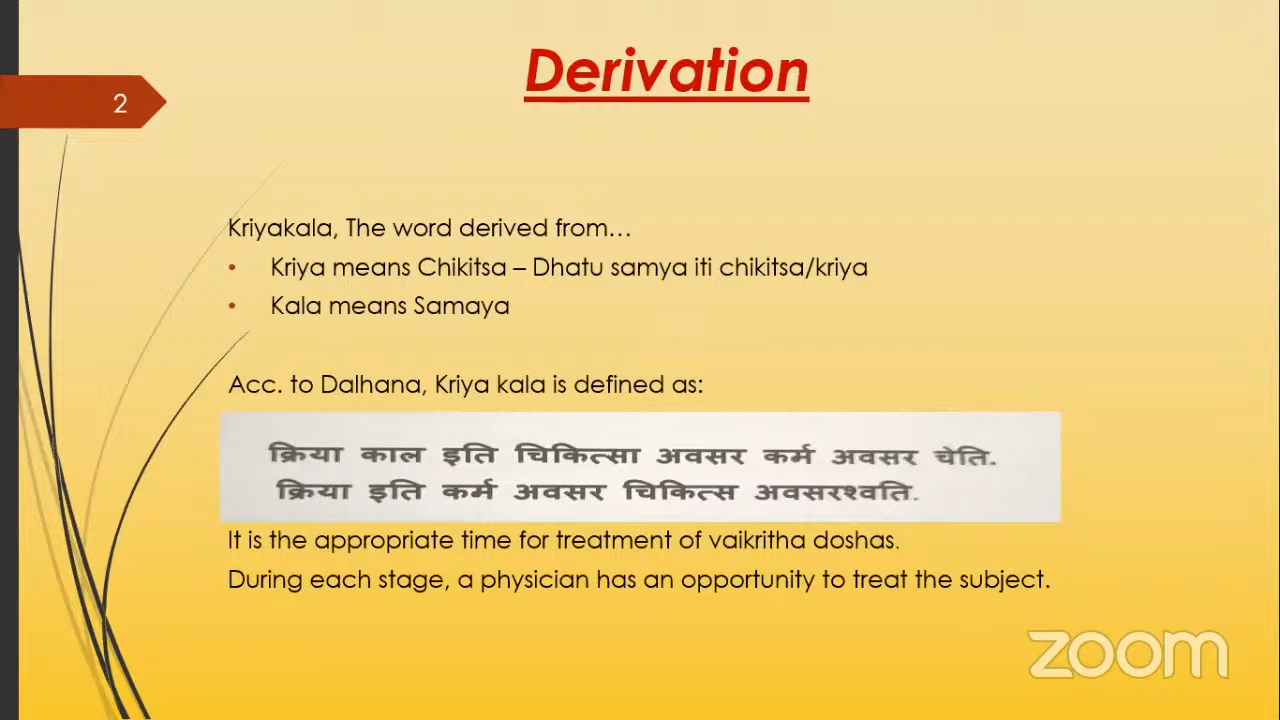 Derivation
2
Kriyakala, The word derived from...
• Kriya means Chikitsa – Dhatu samya iti chikitsa/kriya
• Kala means Samaya
Acc. to Dalhana, Kriya kala is defined as:
क्रिया काल इति चिकित्सा अवसर कर्म अवसर चेति.
क्रिया इति कर्म अवसर चिकित्स अवसरश्वति.
It is the appropriate time for treatment of vaikritha doshas.
During each stage, a physician has an opportunity to treat the subject.
zoom